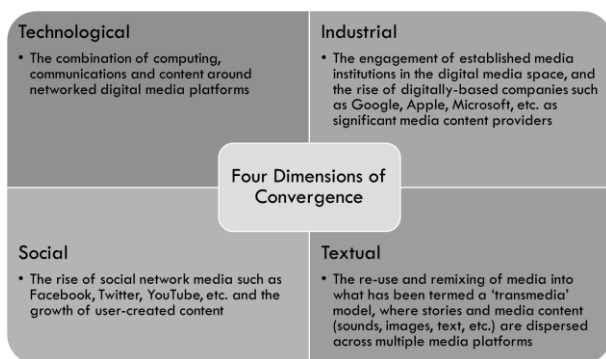 Technological
• The combination of computing,
communications and content around
networked digital media platforms
Industrial
• The engagement of established media
institutions in the digital media space, and
the rise of digitally-based companies such
as Google, Apple, Microsoft, etc. as
significant media content providers
Four Dimensions of
Convergence
Social
• The rise of social network media such as
Facebook, Twitter, YouTube, etc. and the
growth of user-created content
Textual
• The re-use and remixing of media into
what has been termed a ‘transmedia’
model, where stories and media content
(sounds, images, text, etc.) are dispersed
across multiple media platforms